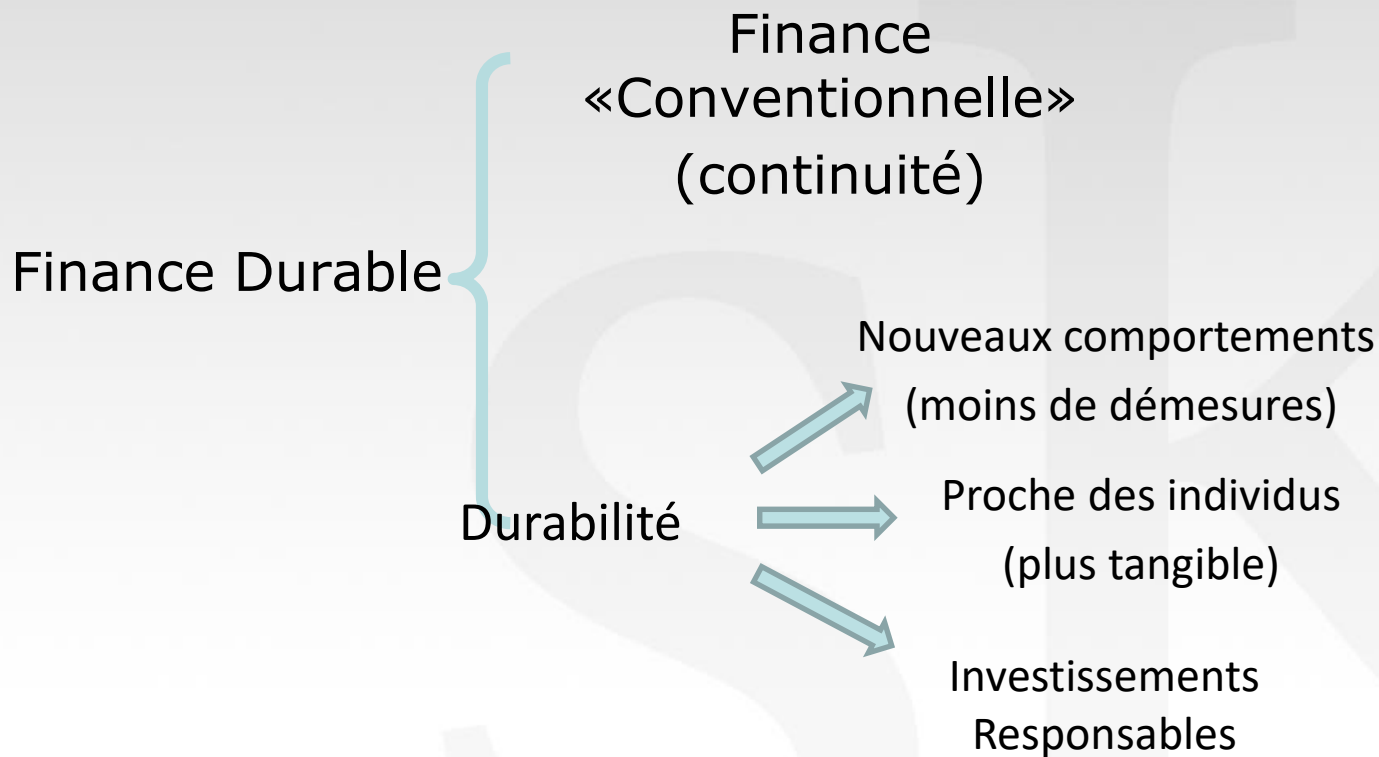 Finance
«Conventionnelle»
(continuité)
Finance Durable
Nouveaux comportements
(moins de démesures)
Durabilité
Proche des individus
(plus tangible)
Investissements
Responsables